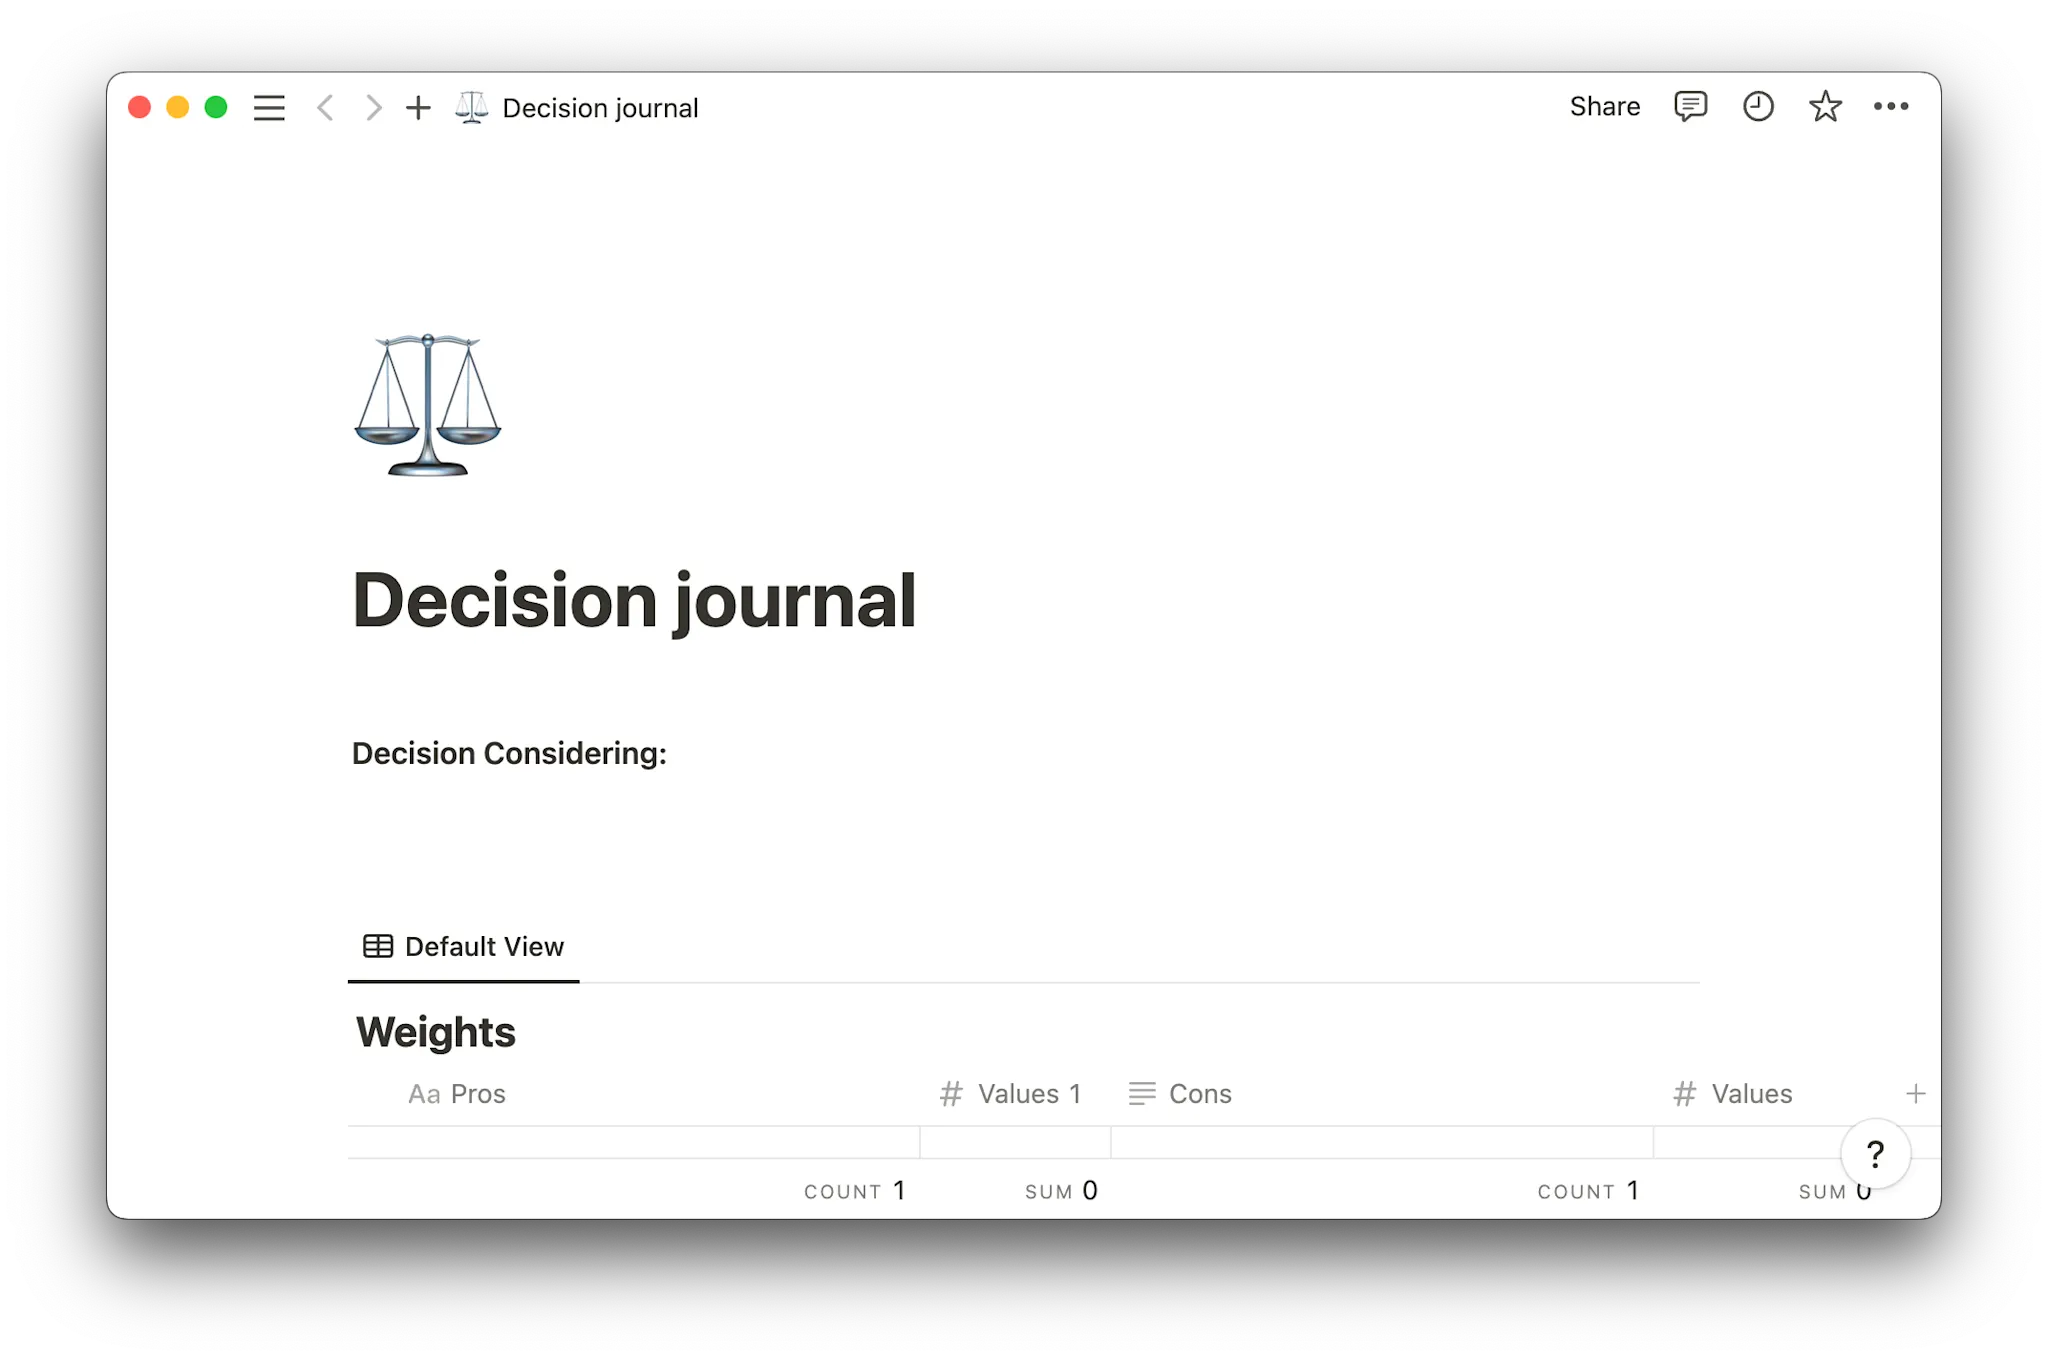 Decision journal Share
Decision journal
Decision Considering:
Default View
Weights
Aa Pros # Values 1 Cons # Values +
?
COUNT 1 SUM 0 COUNT 1 SUM 0